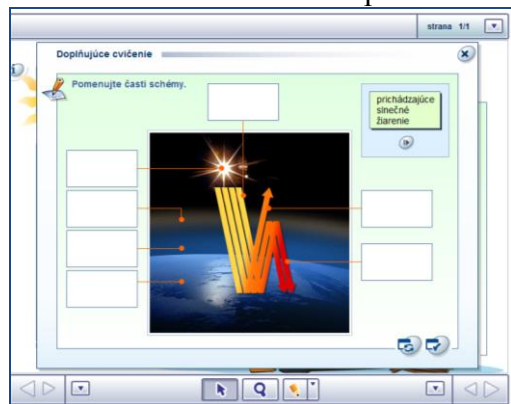 strana 1/1
Doplňujúce cvičenie
Pomenujte časti schémy.
prichádzajúce
slnečné
žiarenie